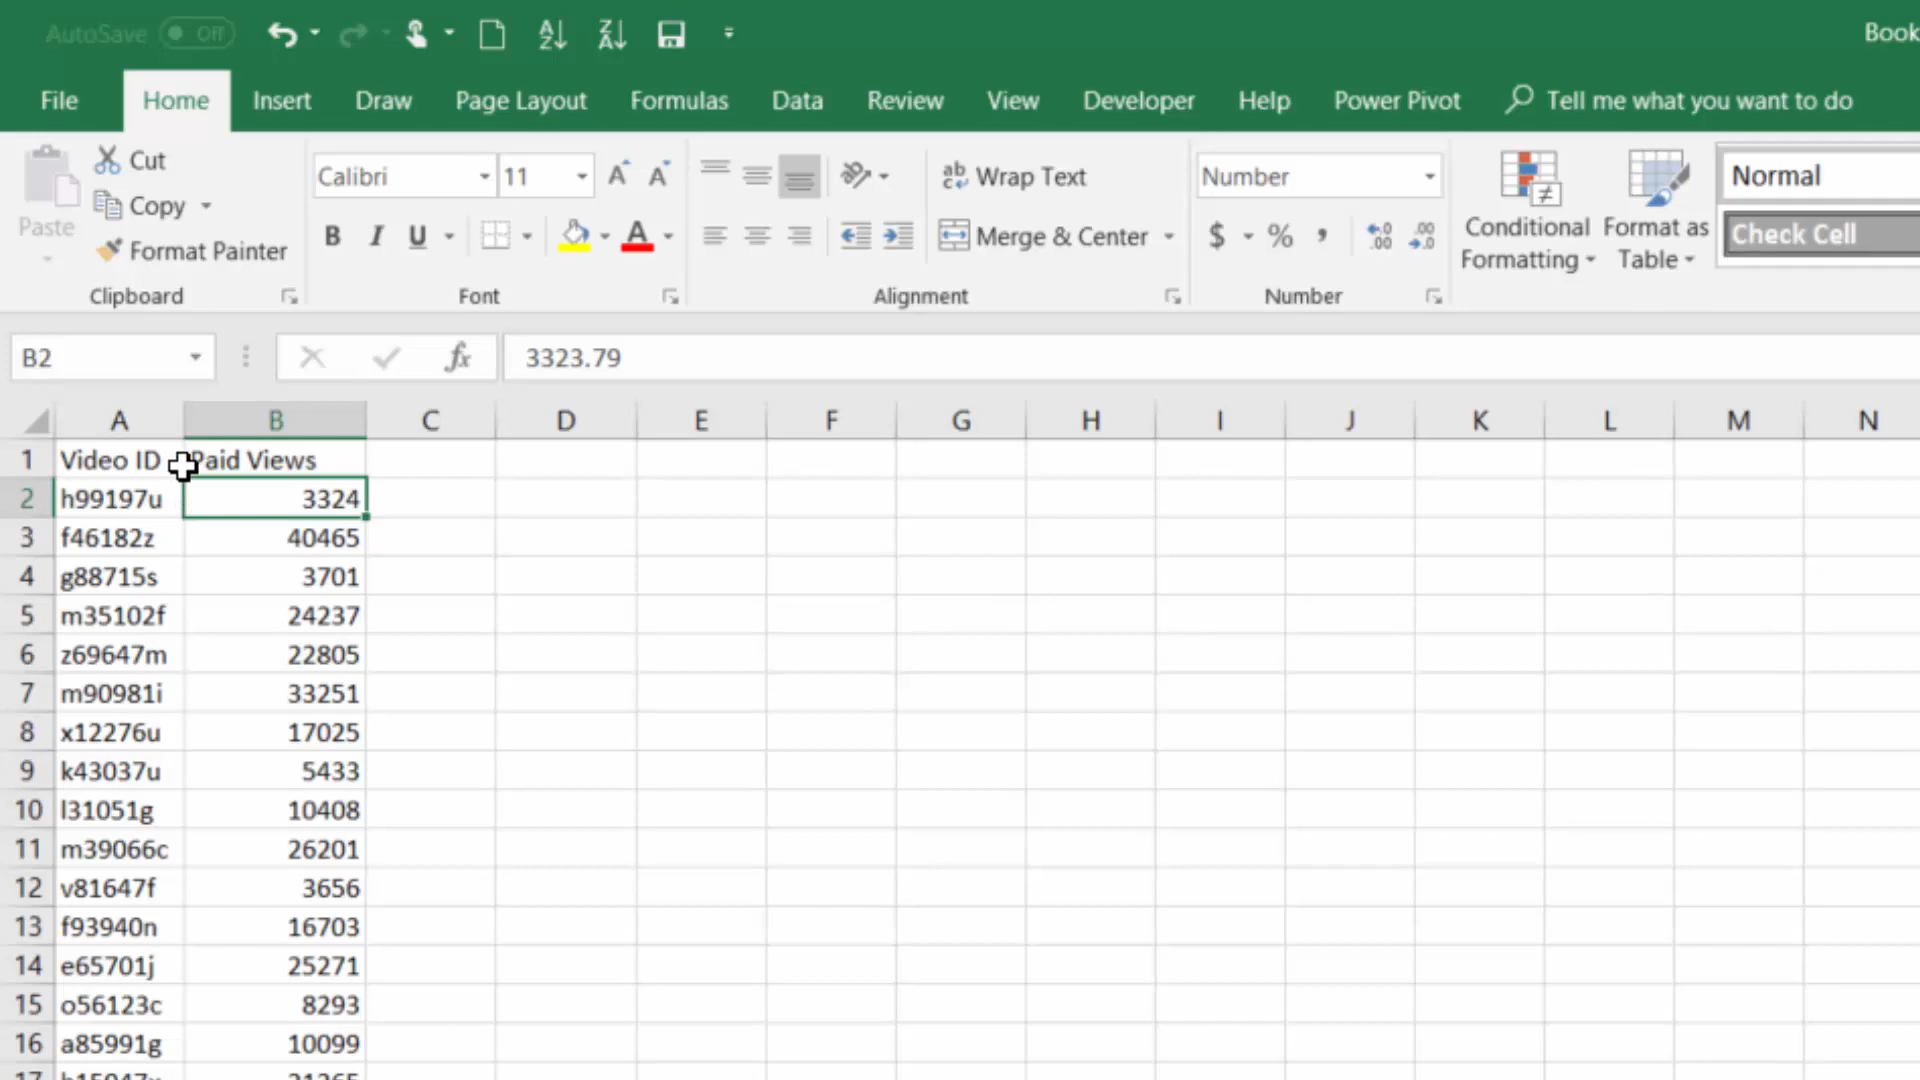 AutoSave Off Book
File Home Insert Draw Page Layout Formulas Data Review View Developer Help Power Pivot Tell me what you want to do
Cut
Copy
Format Painter
Paste
Clipboard
Calibri 11
B I U
Font
Wrap Text
Merge & Center
Alignment
Number
$ % ,
Number
Conditional Formatting
Format as Table
Normal
Check Cell
B2 fx 3323.79
A B C D E F G H I J K L M N
1 Video ID Paid Views
2 h99197u 3324
3 f46182z 40465
4 g88715s 3701
5 m35102f 24237
6 z69647m 22805
7 m90981i 33251
8 x12276u 17025
9 k43037u 5433
10 l31051g 10408
11 m39066c 26201
12 v81647f 3656
13 f93940n 16703
14 e65701j 25271
15 o56123c 8293
16 a85991g 10099